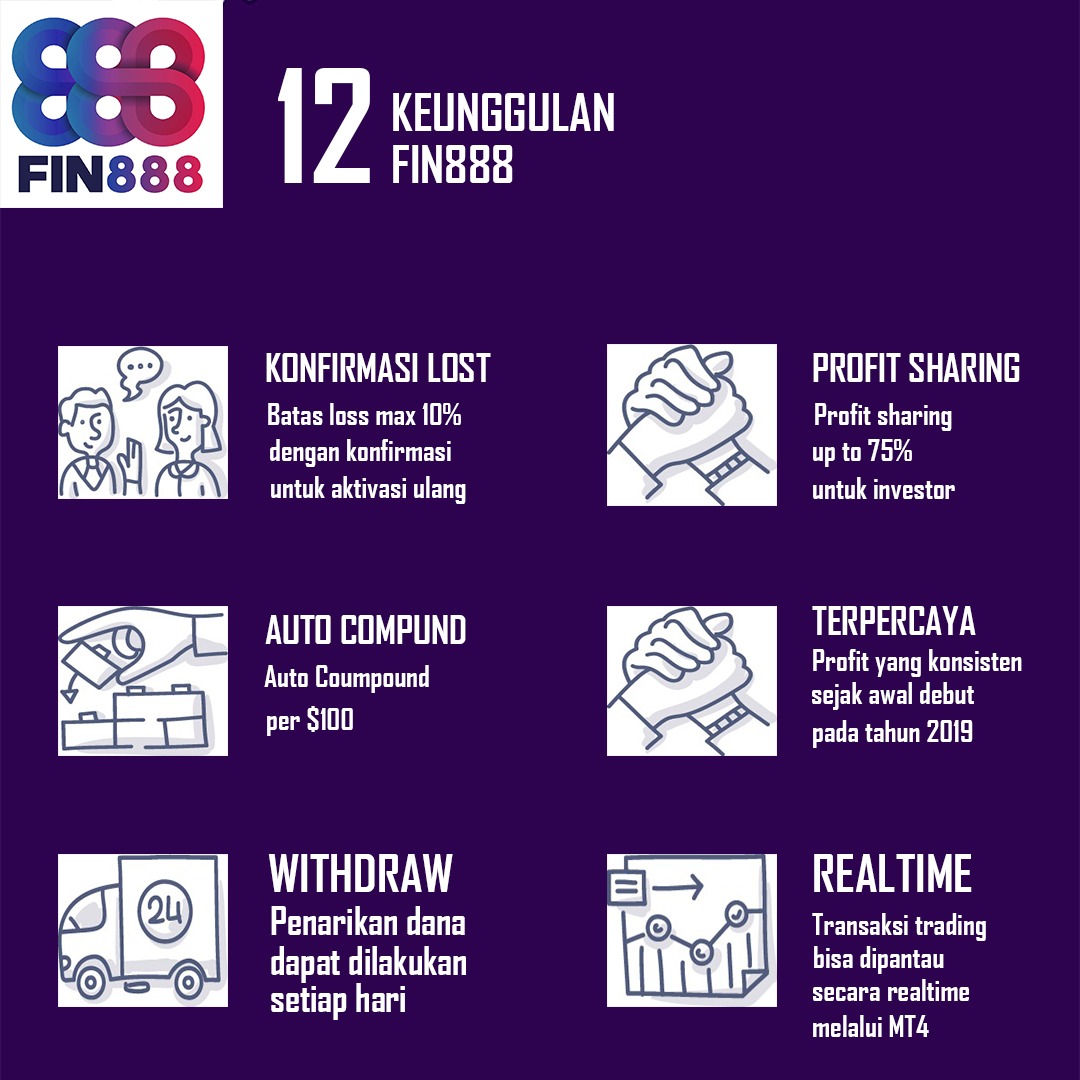 FIN888
12 KEUNGGULAN
FIN888
KONFIRMASI LOST
Batas loss max 10%
dengan konfirmasi
untuk aktivasi ulang
PROFIT SHARING
Profit sharing
up to 75%
untuk investor
AUTO COMPUND
Auto Coumpound
per $100
TERPERCAYA
Profit yang konsisten
sejak awal debut
pada tahun 2019
24
WITHDRAW
Penarikan dana
dapat dilakukan
setiap hari
REALTIME
Transaksi trading
bisa dipantau
secara realtime
melalui MT4